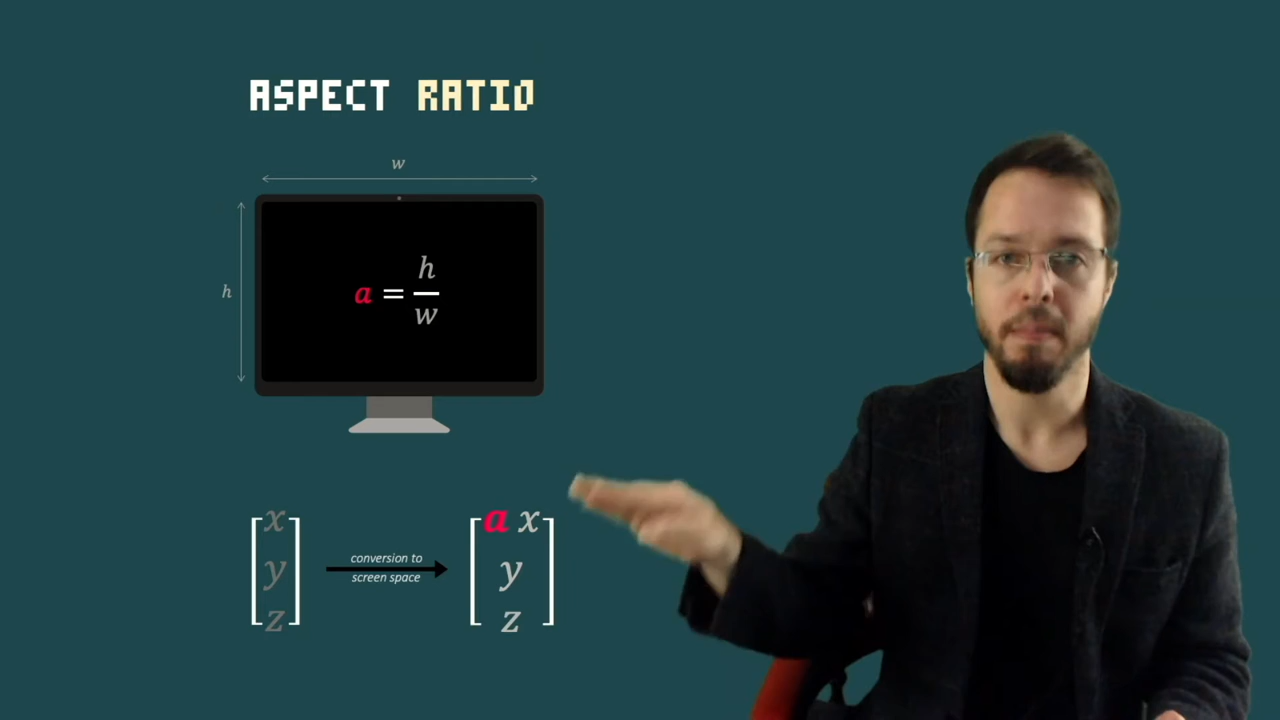 ASPECT RATIO
w
h
a = h/w
[x y z]
conversion to
screen space
[a x y z]